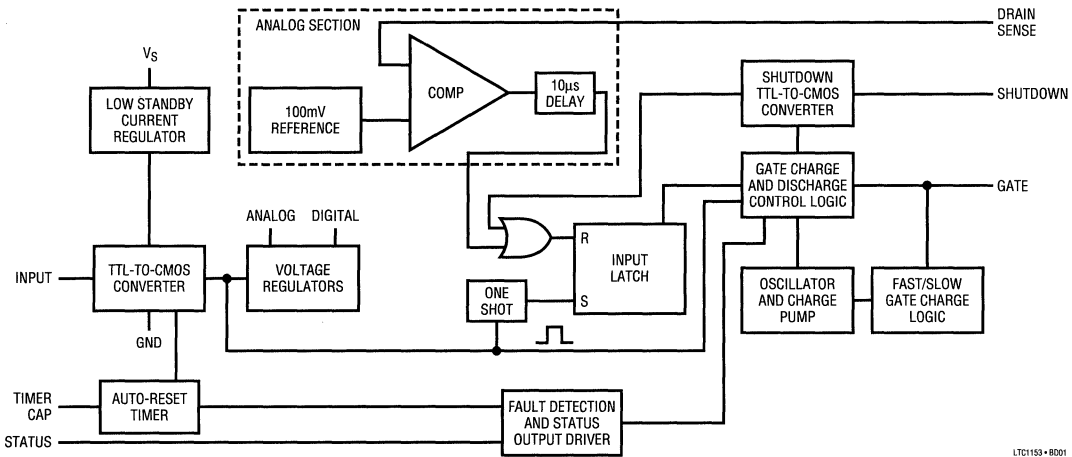 ANALOG SECTION
DRAIN
SENSE
VS
LOW STANDBY
CURRENT
REGULATOR
100mV
REFERENCE
COMP
10µs
DELAY
SHUTDOWN
TTL-TO-CMOS
CONVERTER
SHUTDOWN
GATE CHARGE
AND DISCHARGE
CONTROL LOGIC
GATE
ANALOG DIGITAL
INPUT
TTL-TO-CMOS
CONVERTER
VOLTAGE
REGULATORS
R
INPUT
LATCH
S
ONE
SHOT
OSCILLATOR
AND CHARGE
PUMP
FAST/SLOW
GATE CHARGE
LOGIC
GND
TIMER
CAP
AUTO-RESET
TIMER
FAULT DETECTION
AND STATUS
OUTPUT DRIVER
STATUS
LTC1153 • BD01